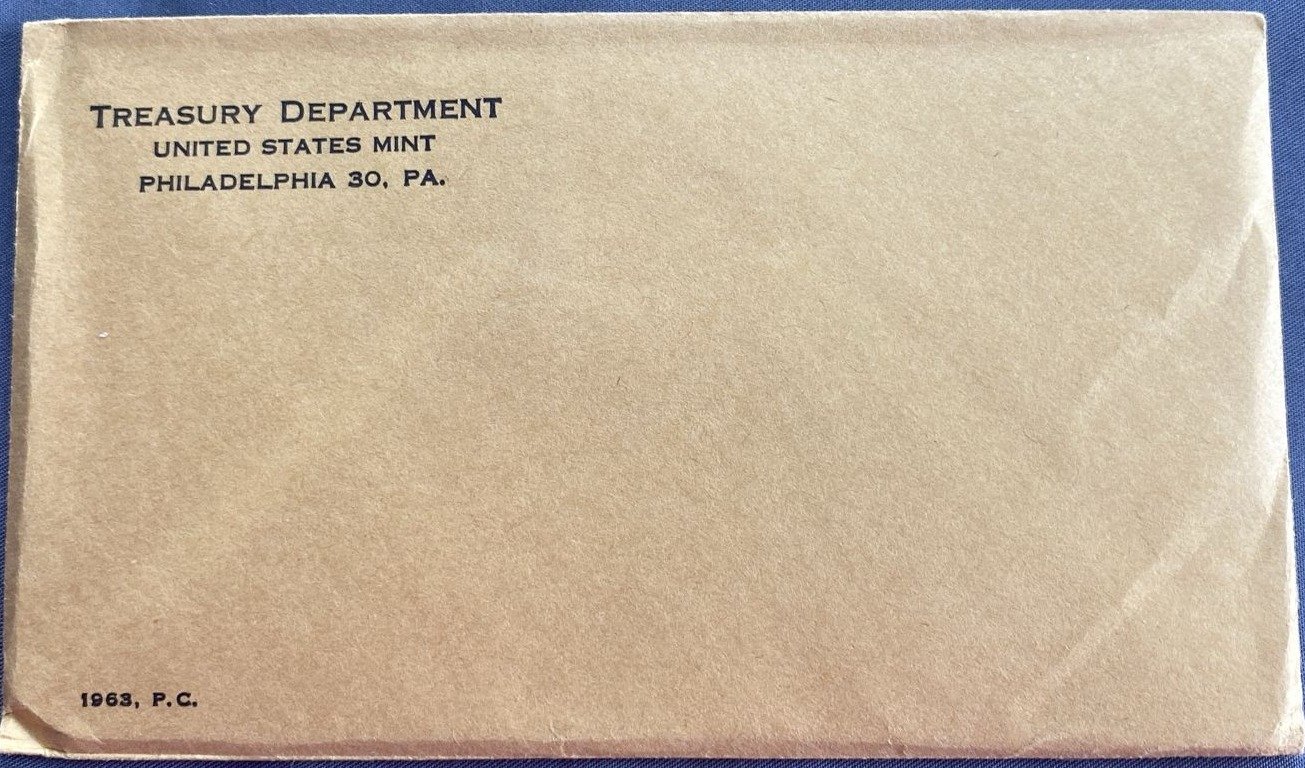 TREASURY DEPARTMENT
UNITED STATES MINT
PHILADELPHIA 30, PA.
1963, P.C.